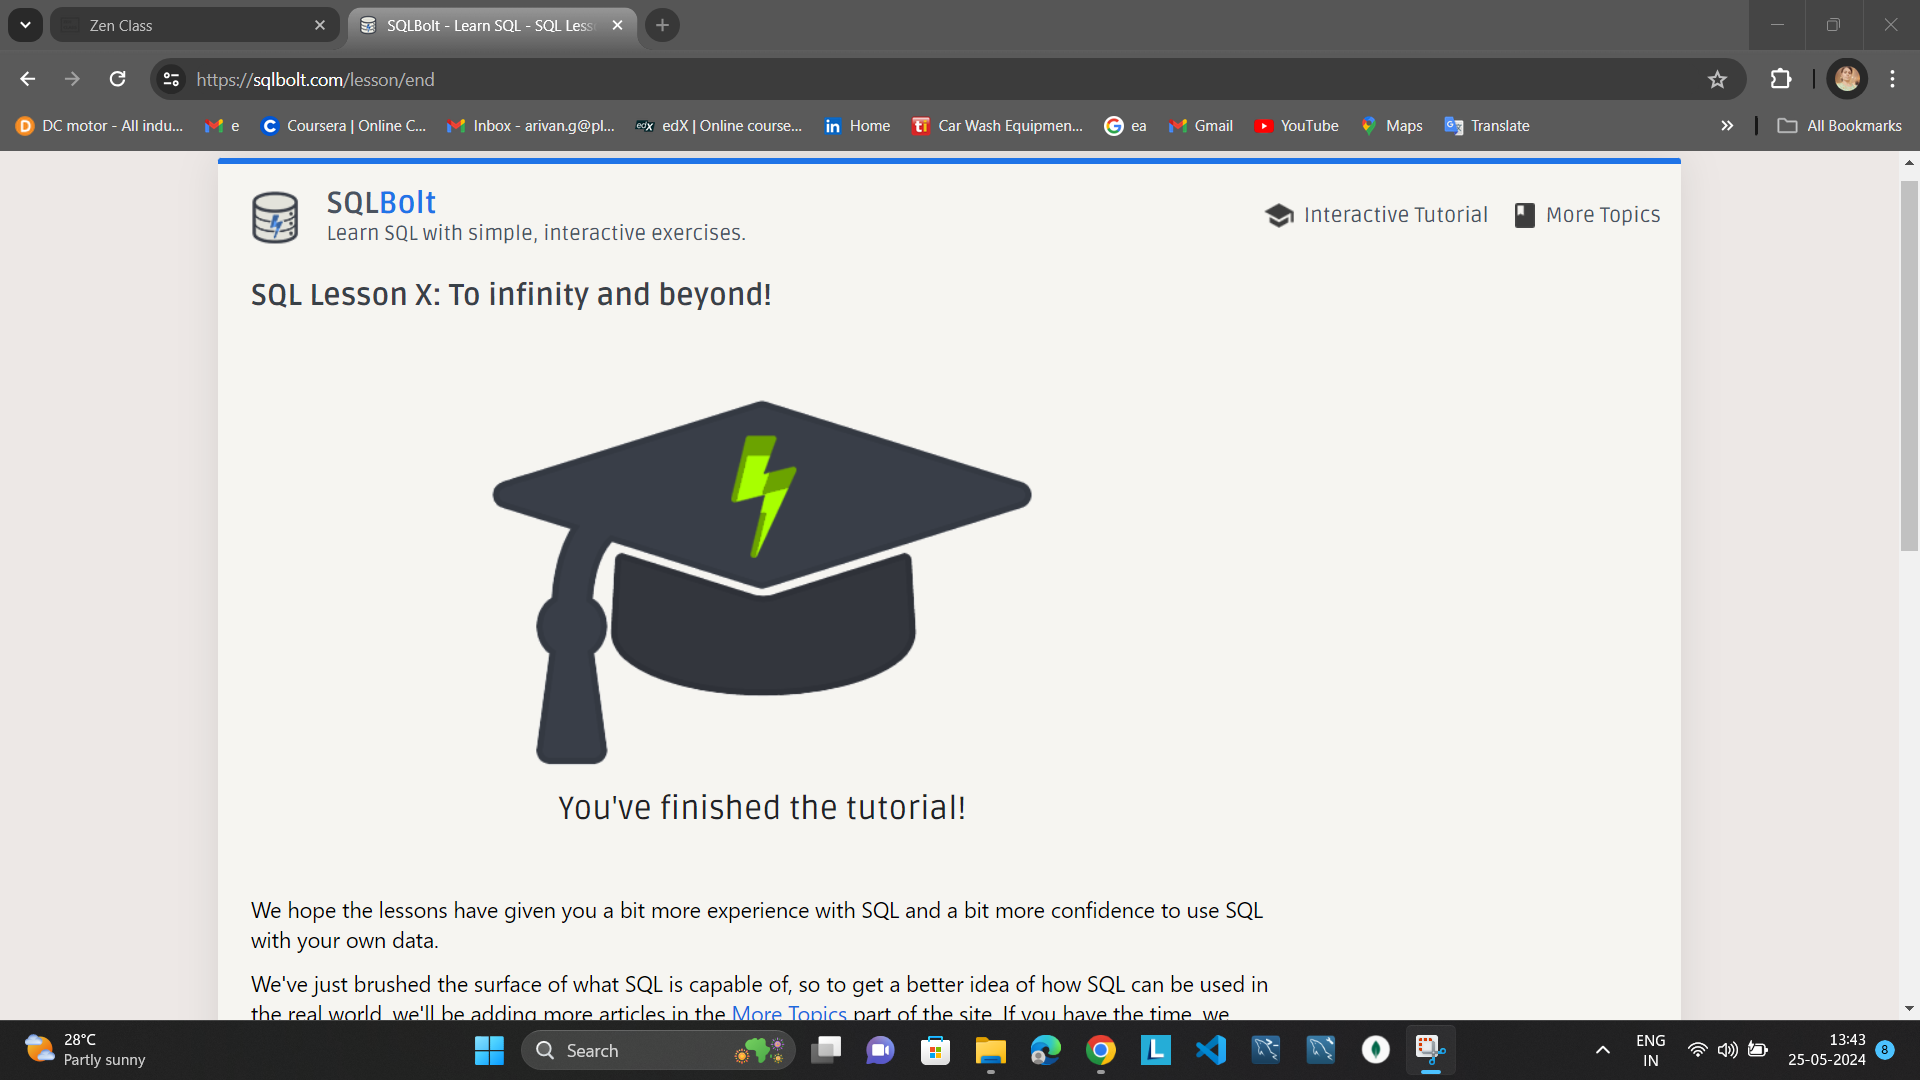 Zen Class
SQLBolt - Learn SQL - SQL Less
https://sqlbolt.com/lesson/end
DC motor - All indu...
e
Coursera | Online C...
Inbox - arivan.g@pl...
edX | Online course...
Home
Car Wash Equipmen...
ea
Gmail
YouTube
Maps
Translate
All Bookmarks
SQLBolt
Learn SQL with simple, interactive exercises.
Interactive Tutorial
More Topics
SQL Lesson X: To infinity and beyond!
You've finished the tutorial!
We hope the lessons have given you a bit more experience with SQL and a bit more confidence to use SQL
with your own data.
We've just brushed the surface of what SQL is capable of, so to get a better idea of how SQL can be used in
the real world, we'll be adding more articles in the More Topics part of the site. If you have the time, we
28°C
Partly sunny
Search
ENG
IN
13:43
25-05-2024
8